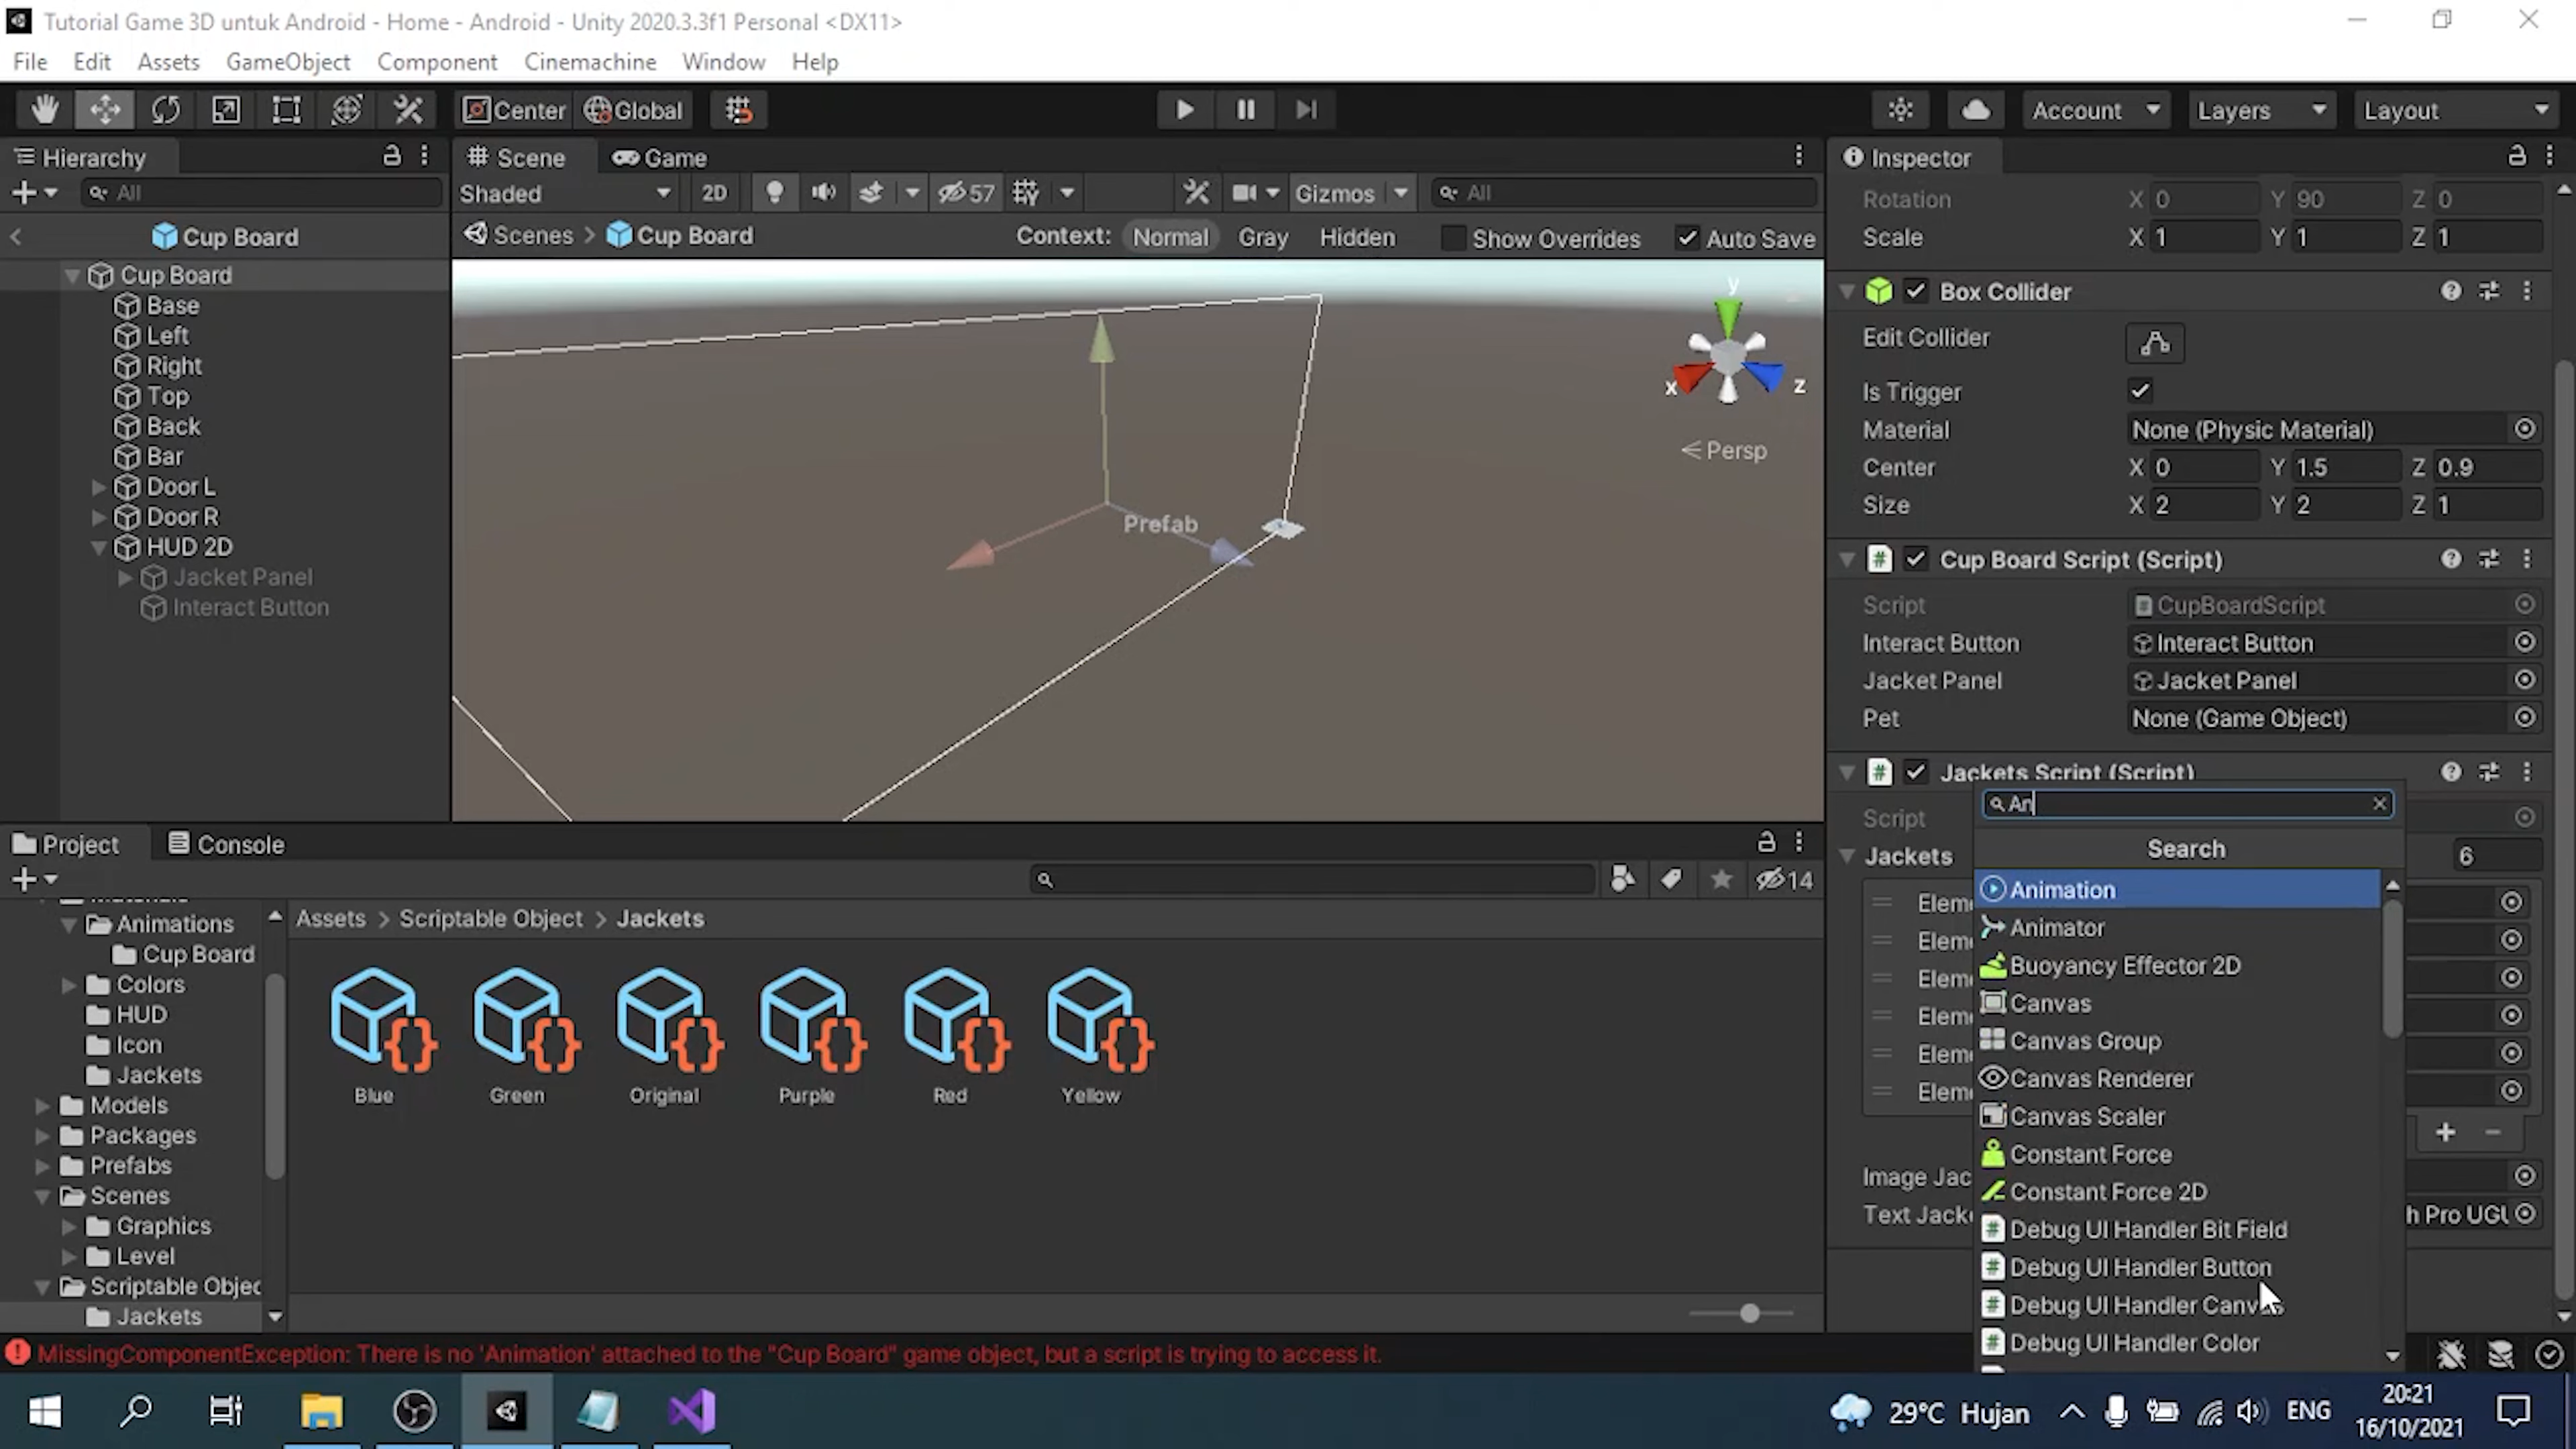 Tutorial Game 3D untuk Android - Home - Android - Unity 2020.3.3f1 Personal <DX11>
File Edit Assets GameObject Component Cinemachine Window Help
Center Global Account Layers Layout
Hierarchy
All
Cup Board
Cup Board
Base
Left
Right
Top
Back
Bar
Door L
Door R
HUD 2D
Jacket Panel
Interact Button
Scene Game
Shaded 2D 57 Gizmos All
Scenes > Cup Board Context: Normal Gray Hidden Show Overrides Auto Save
y
x z
Persp
Prefab
Inspector
Rotation X 0 Y 90 Z 0
Scale X 1 Y 1 Z 1
Box Collider
Edit Collider
Is Trigger
Material None (Physic Material)
Center X 0 Y 1.5 Z 0.9
Size X 2 Y 2 Z 1
Cup Board Script (Script)
Script CupBoardScript
Interact Button Interact Button
Jacket Panel Jacket Panel
Pet None (Game Object)
Jackets Script (Script)
Script
Jackets 6
Elem
Elem
Elem
Elem
Elem
Elem
Image Jac
Text Jack h Pro UGU
An
Search
Animation
Animator
Buoyancy Effector 2D
Canvas
Canvas Group
Canvas Renderer
Canvas Scaler
Constant Force
Constant Force 2D
Debug UI Handler Bit Field
Debug UI Handler Button
Debug UI Handler Canvas
Debug UI Handler Color
Project Console
14
Animations
Cup Board
Colors
HUD
Icon
Jackets
Models
Packages
Prefabs
Scenes
Graphics
Level
Scriptable Objec
Jackets
Assets > Scriptable Object > Jackets
Blue Green Original Purple Red Yellow
MissingComponentException: There is no 'Animation' attached to the "Cup Board" game object, but a script is trying to access it.
29°C Hujan ENG
20:21
16/10/2021